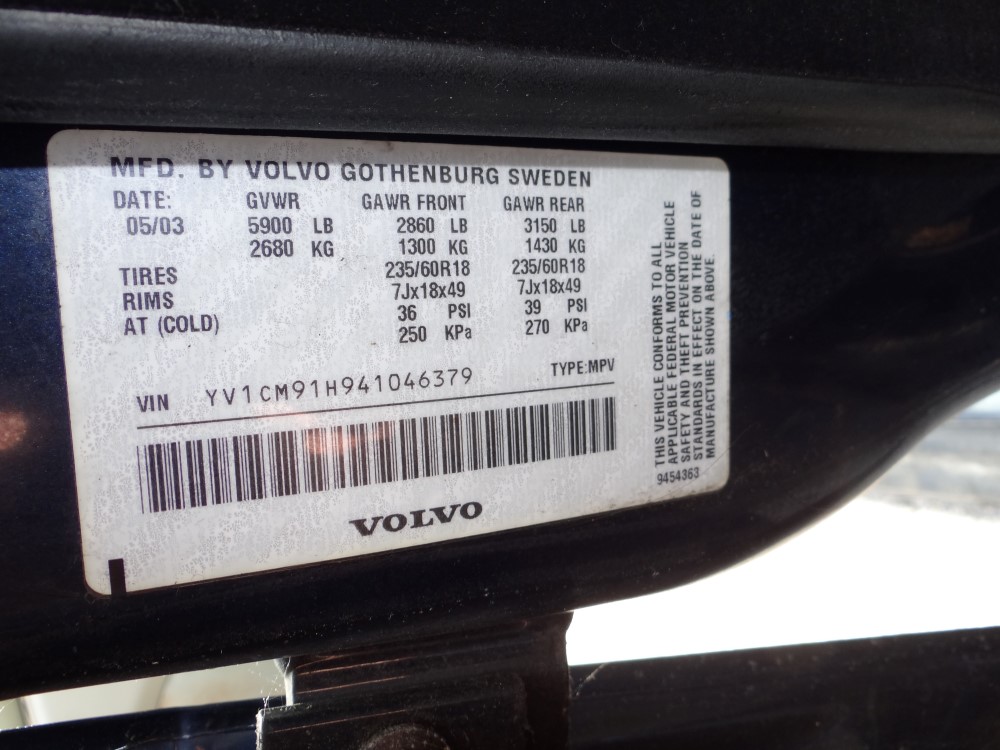 MFD. BY VOLVO GOTHENBURG SWEDEN
DATE: GVWR GAWR FRONT GAWR REAR
05/03 5900 LB 2860 LB 3150 LB
2680 KG 1300 KG 1430 KG
TIRES 235/60R18 235/60R18
RIMS 7Jx18x49 7Jx18x49
AT (COLD) 36 PSI 39 PSI
250 KPa 270 KPa
VIN YV1CM91H941046379 TYPE:MPV
VOLVO
THIS VEHICLE CONFORMS TO ALL
APPLICABLE FEDERAL MOTOR VEHICLE
SAFETY AND THEFT PREVENTION
STANDARDS IN EFFECT ON THE DATE OF
MANUFACTURE SHOWN ABOVE.
9454363